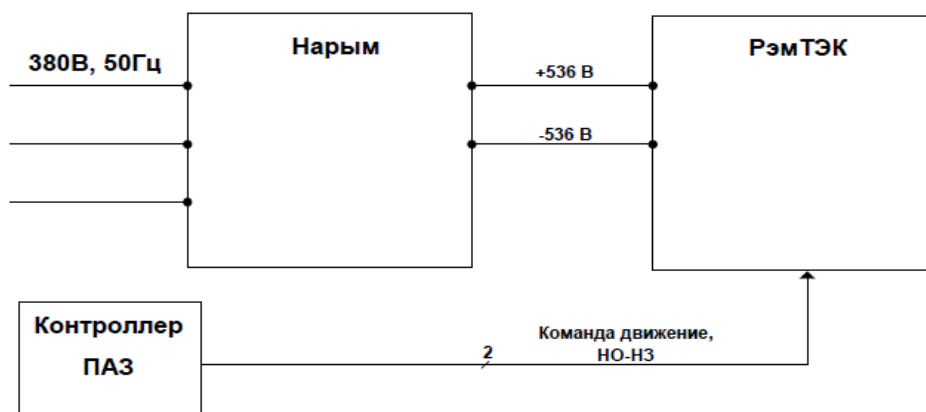 Нарым
РэмТЭК
380В, 50Гц
+536 В
-536 В
Контроллер
ПАЗ
2
Команда движение,
НО-НЗ